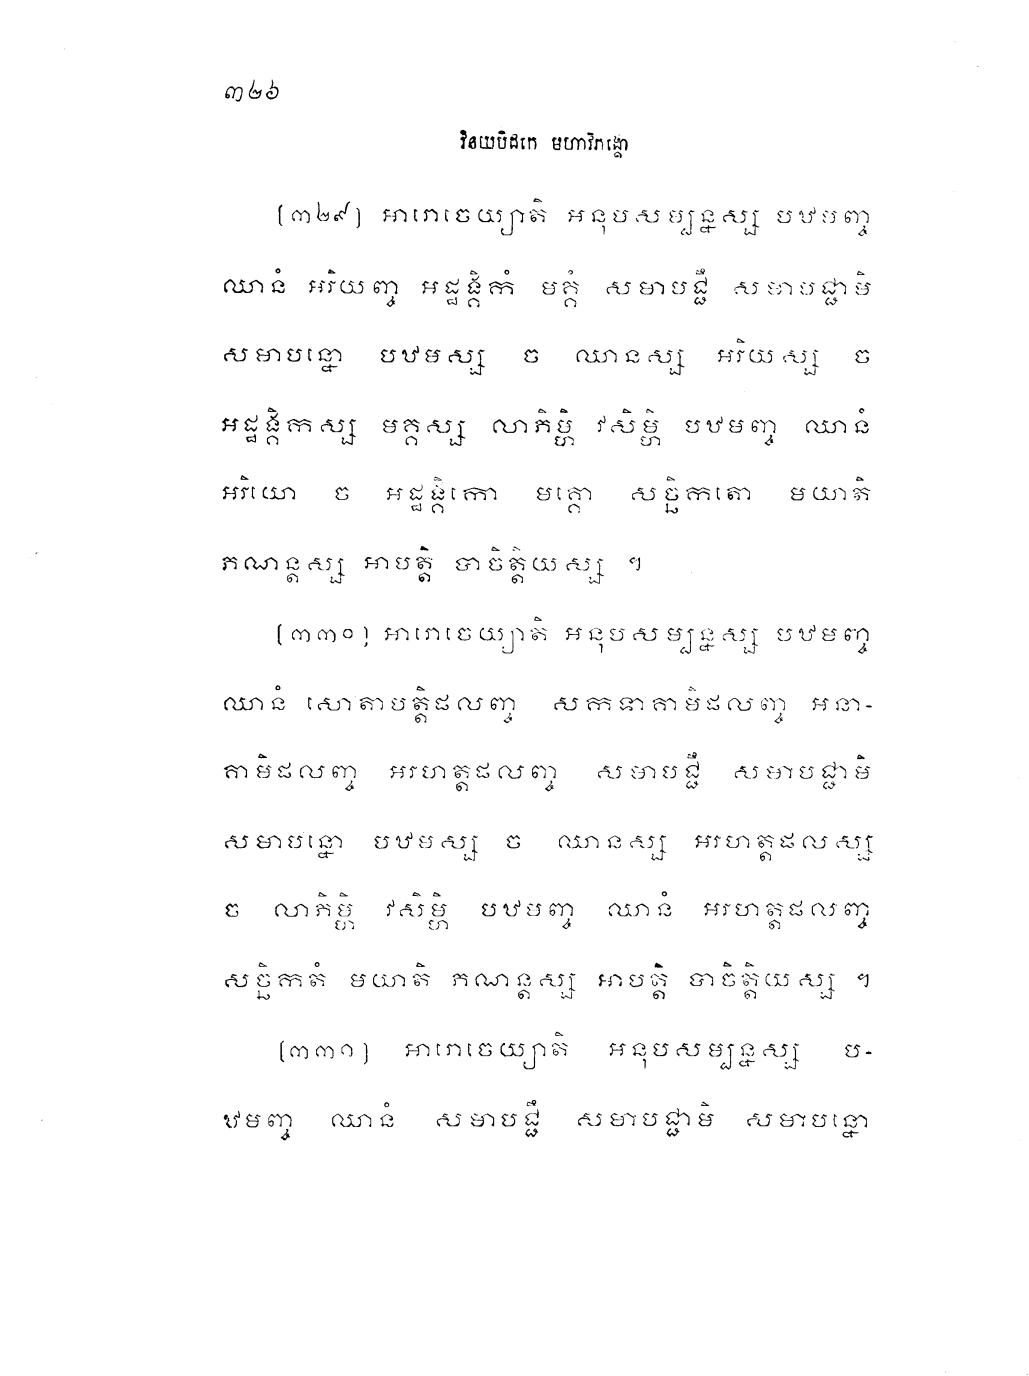 ៣២៦
វិនយបិដកេ មហាវិភង្គោ
(៣២៩) អារោចេយ្យាតិ អនុបសម្បន្នស្ស បឋមញ្ច
ឈានំ អរិយញ្ច អដ្ឋង្គិកំ មគ្គំ សមាបជ្ជឹ សមាបជ្ជាមិ
សមាបន្នោ បឋមស្ស ច ឈានស្ស អរិយស្ស ច
អដ្ឋង្គិកស្ស មគ្គស្ស លាភិម្ហិ វសិម្ហិ បឋមញ្ច ឈានំ
អរិយោ ច អដ្ឋង្គិកោ មគ្គោ សច្ឆិកតោ មយាតិ
ភណន្តស្ស អាបត្តិ បាចិត្តិយស្ស ។
(៣៣០) អារោចេយ្យាតិ អនុបសម្បន្នស្ស បឋមញ្ច
ឈានំ សោតាបត្តិផលញ្ច សកទាគាមិផលញ្ច អនា-
គាមិផលញ្ច អរហត្តផលញ្ច សមាបជ្ជឹ សមាបជ្ជាមិ
សមាបន្នោ បឋមស្ស ច ឈានស្ស អរហត្តផលស្ស
ច លាភិម្ហិ វសិម្ហិ បឋមញ្ច ឈានំ អរហត្តផលញ្ច
សច្ឆិកតំ មយាតិ ភណន្តស្ស អាបត្តិ បាចិត្តិយស្ស ។
(៣៣១) អារោចេយ្យាតិ អនុបសម្បន្នស្ស ប-
ឋមញ្ច ឈានំ សមាបជ្ជឹ សមាបជ្ជាមិ សមាបន្នោ